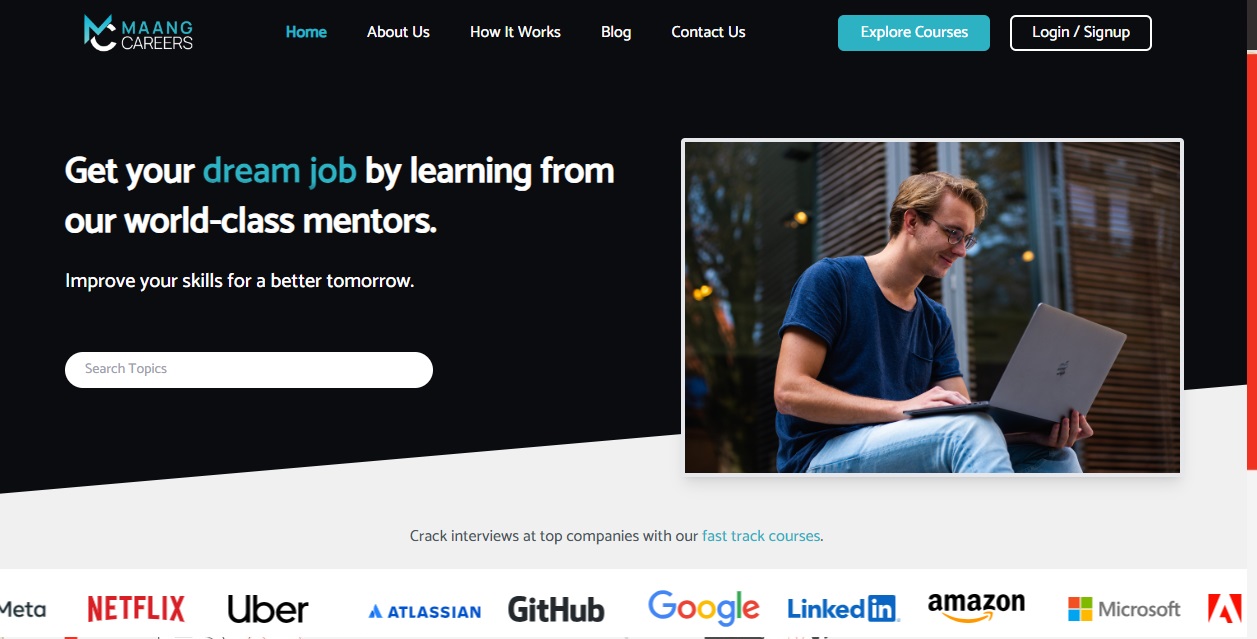 MAANG
CAREERS
Home
About Us
How It Works
Blog
Contact Us
Explore Courses
Login / Signup
Get your dream job by learning from
our world-class mentors.
Improve your skills for a better tomorrow.
Search Topics
Crack interviews at top companies with our fast track courses.
Meta
NETFLIX
Uber
ATLASSIAN
GitHub
Google
Linkedin
amazon
Microsoft